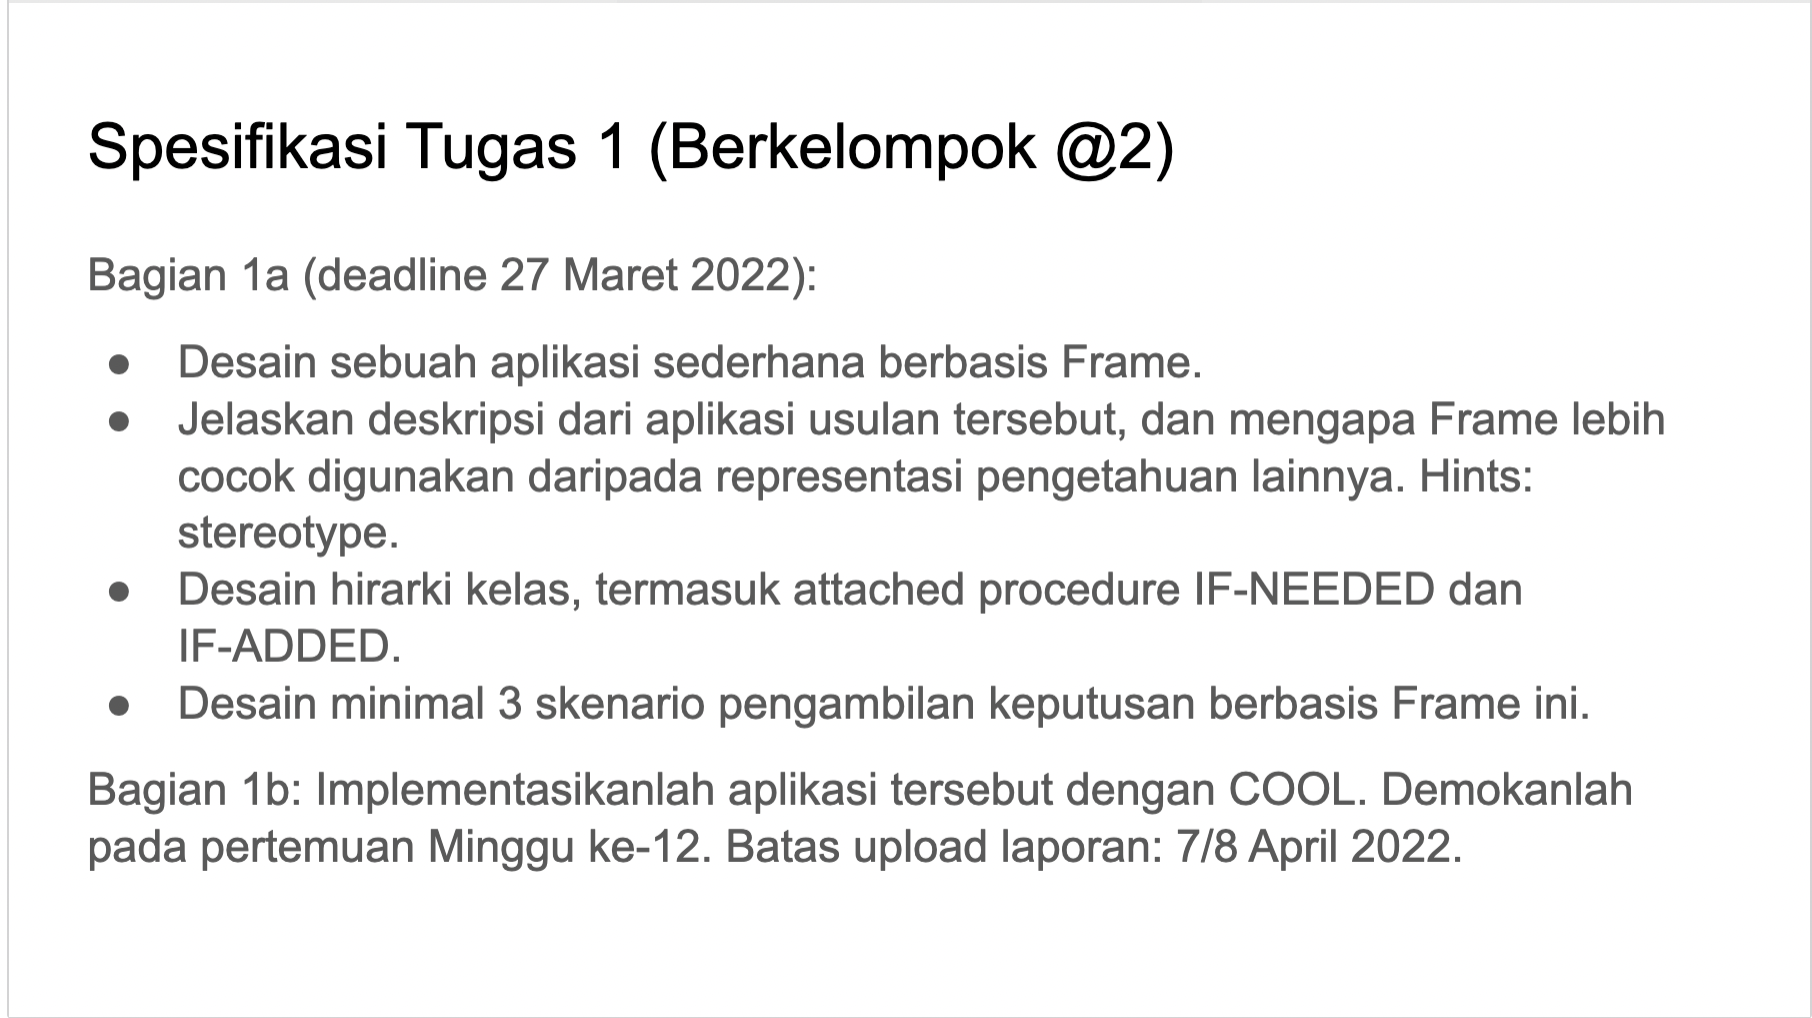 Spesifikasi Tugas 1 (Berkelompok @2)
Bagian 1a (deadline 27 Maret 2022):
● Desain sebuah aplikasi sederhana berbasis Frame.
● Jelaskan deskripsi dari aplikasi usulan tersebut, dan mengapa Frame lebih
cocok digunakan daripada representasi pengetahuan lainnya. Hints:
stereotype.
● Desain hirarki kelas, termasuk attached procedure IF-NEEDED dan
IF-ADDED.
● Desain minimal 3 skenario pengambilan keputusan berbasis Frame ini.
Bagian 1b: Implementasikanlah aplikasi tersebut dengan COOL. Demokanlah
pada pertemuan Minggu ke-12. Batas upload laporan: 7/8 April 2022.